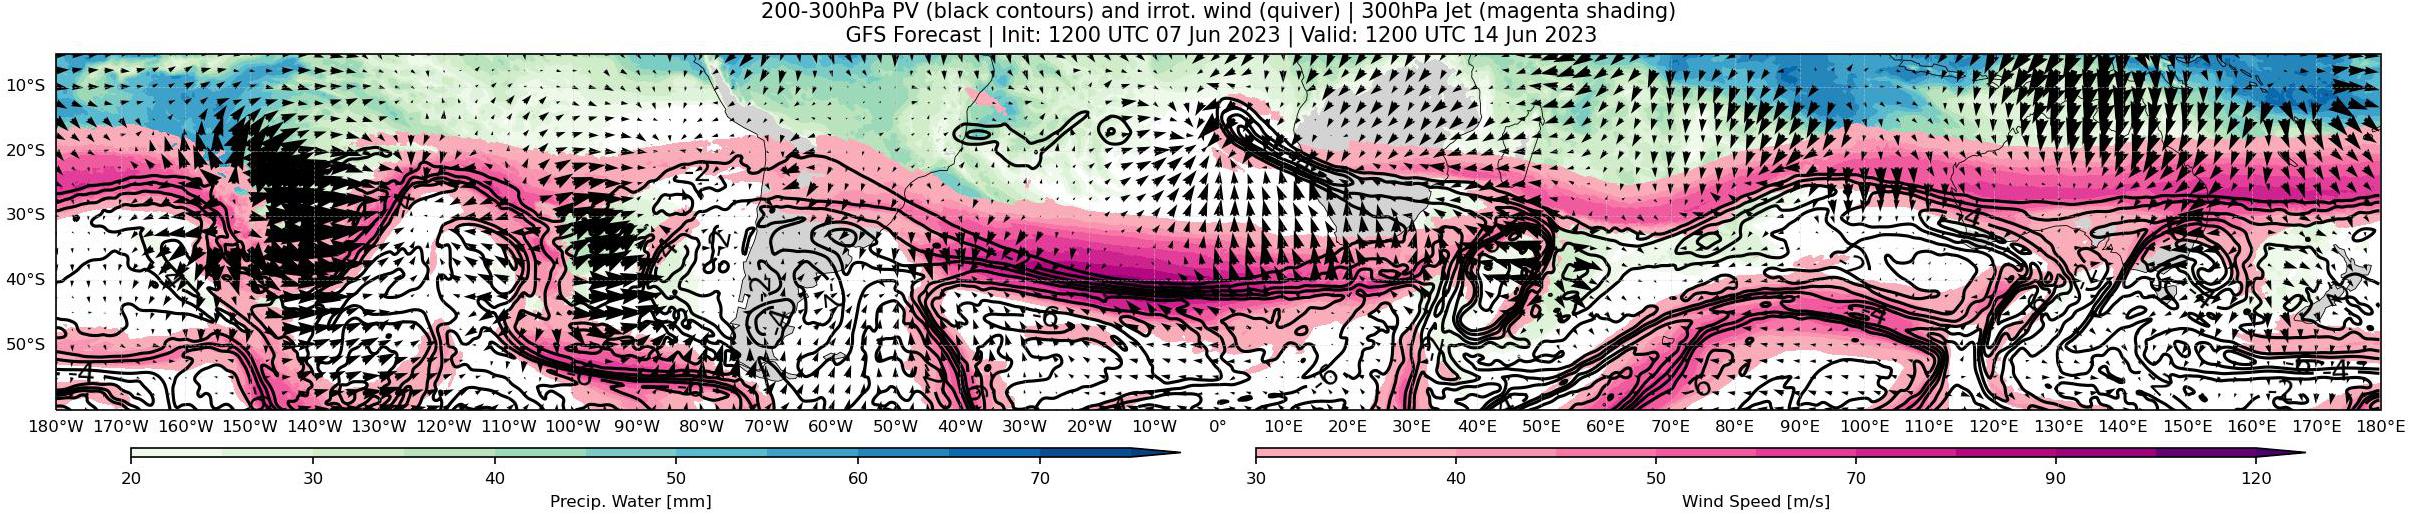 200-300hPa PV (black contours) and irrot. wind (quiver) | 300hPa Jet (magenta shading)
GFS Forecast | Init: 1200 UTC 07 Jun 2023 | Valid: 1200 UTC 14 Jun 2023
10°S
20°S
30°S
40°S
50°S
180°W 170°W 160°W 150°W 140°W 130°W 120°W 110°W 100°W 90°W 80°W 70°W 60°W 50°W 40°W 30°W 20°W 10°W 0° 10°E 20°E 30°E 40°E 50°E 60°E 70°E 80°E 90°E 100°E 110°E 120°E 130°E 140°E 150°E 160°E 170°E 180°E
20 30 40 50 60 70
30 40 50 70 90 120
Precip. Water [mm]
Wind Speed [m/s]